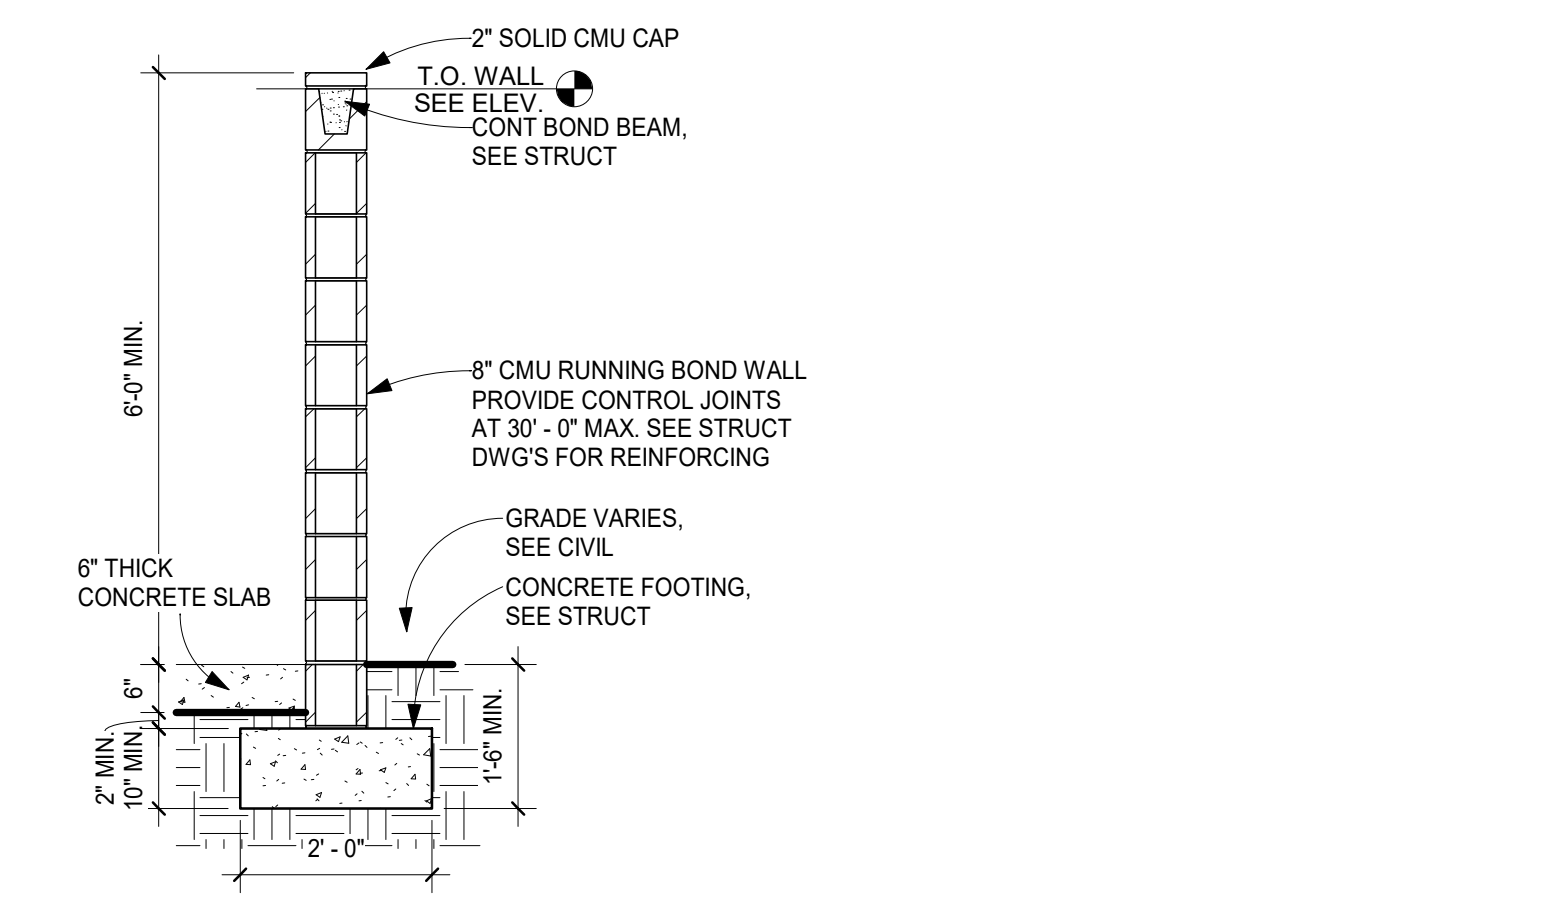 2" SOLID CMU CAP
T.O. WALL
SEE ELEV.
CONT BOND BEAM,
SEE STRUCT
6'-0" MIN.
8" CMU RUNNING BOND WALL
PROVIDE CONTROL JOINTS
AT 30' - 0" MAX. SEE STRUCT
DWG'S FOR REINFORCING
GRADE VARIES,
SEE CIVIL
6" THICK
CONCRETE SLAB
CONCRETE FOOTING,
SEE STRUCT
6"
2" MIN.
10" MIN.
1'-6" MIN.
2' - 0"